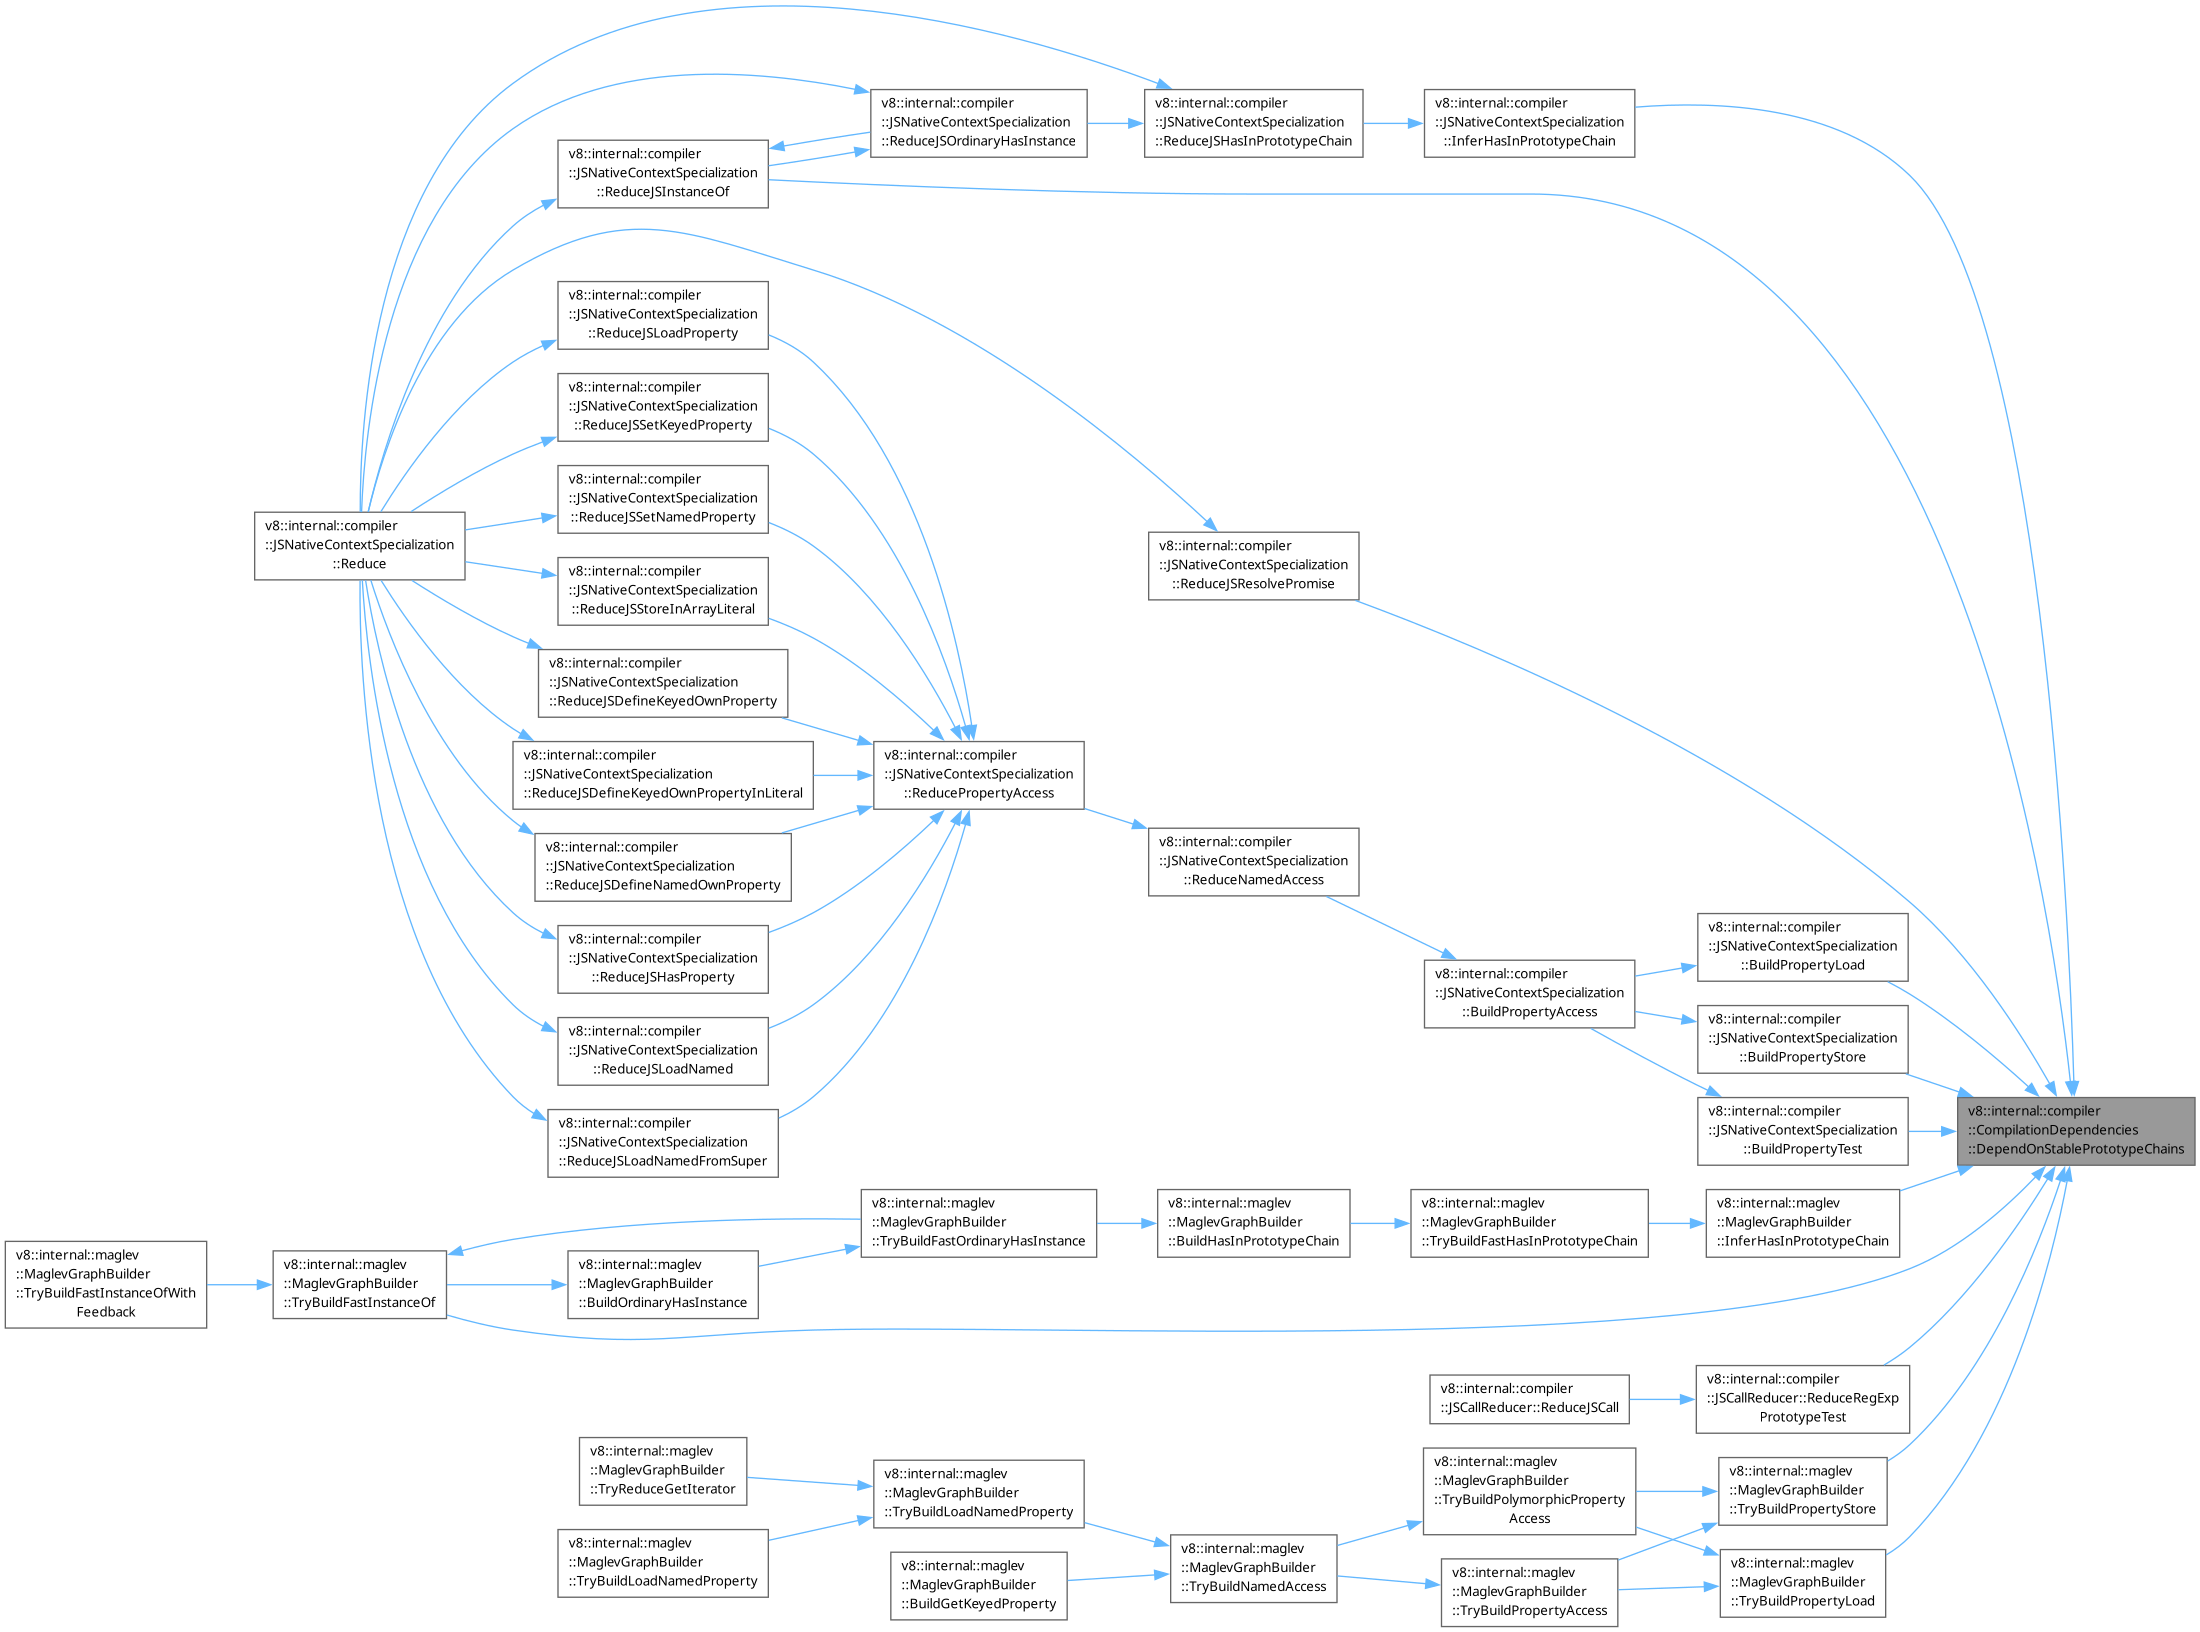 v8::internal::compiler
::JSNativeContextSpecialization
::ReduceJSOrdinaryHasInstance
v8::internal::compiler
::JSNativeContextSpecialization
::ReduceJSHasInPrototypeChain
v8::internal::compiler
::JSNativeContextSpecialization
::InferHasInPrototypeChain
v8::internal::compiler
::JSNativeContextSpecialization
::ReduceJSInstanceOf
v8::internal::compiler
::JSNativeContextSpecialization
::ReduceJSLoadProperty
v8::internal::compiler
::JSNativeContextSpecialization
::ReduceJSSetKeyedProperty
v8::internal::compiler
::JSNativeContextSpecialization
::ReduceJSSetNamedProperty
v8::internal::compiler
::JSNativeContextSpecialization
::Reduce
v8::internal::compiler
::JSNativeContextSpecialization
::ReduceJSResolvePromise
v8::internal::compiler
::JSNativeContextSpecialization
::ReduceJSStoreInArrayLiteral
v8::internal::compiler
::JSNativeContextSpecialization
::ReduceJSDefineKeyedOwnProperty
v8::internal::compiler
::JSNativeContextSpecialization
::ReduceJSDefineKeyedOwnPropertyInLiteral
v8::internal::compiler
::JSNativeContextSpecialization
::ReducePropertyAccess
v8::internal::compiler
::JSNativeContextSpecialization
::ReduceJSDefineNamedOwnProperty
v8::internal::compiler
::JSNativeContextSpecialization
::ReduceNamedAccess
v8::internal::compiler
::JSNativeContextSpecialization
::ReduceJSHasProperty
v8::internal::compiler
::JSNativeContextSpecialization
::BuildPropertyLoad
v8::internal::compiler
::JSNativeContextSpecialization
::BuildPropertyAccess
v8::internal::compiler
::JSNativeContextSpecialization
::ReduceJSLoadNamed
v8::internal::compiler
::JSNativeContextSpecialization
::BuildPropertyStore
v8::internal::compiler
::JSNativeContextSpecialization
::ReduceJSLoadNamedFromSuper
v8::internal::compiler
::JSNativeContextSpecialization
::BuildPropertyTest
v8::internal::compiler
::CompilationDependencies
::DependOnStablePrototypeChains
v8::internal::maglev
::MaglevGraphBuilder
::TryBuildFastInstanceOfWith
Feedback
v8::internal::maglev
::MaglevGraphBuilder
::TryBuildFastInstanceOf
v8::internal::maglev
::MaglevGraphBuilder
::BuildOrdinaryHasInstance
v8::internal::maglev
::MaglevGraphBuilder
::TryBuildFastOrdinaryHasInstance
v8::internal::maglev
::MaglevGraphBuilder
::BuildHasInPrototypeChain
v8::internal::maglev
::MaglevGraphBuilder
::TryBuildFastHasInPrototypeChain
v8::internal::maglev
::MaglevGraphBuilder
::InferHasInPrototypeChain
v8::internal::compiler
::JSCallReducer::ReduceJSCall
v8::internal::compiler
::JSCallReducer::ReduceRegExp
PrototypeTest
v8::internal::maglev
::MaglevGraphBuilder
::TryReduceGetIterator
v8::internal::maglev
::MaglevGraphBuilder
::TryBuildLoadNamedProperty
v8::internal::maglev
::MaglevGraphBuilder
::TryBuildPolymorphicProperty
Access
v8::internal::maglev
::MaglevGraphBuilder
::TryBuildPropertyStore
v8::internal::maglev
::MaglevGraphBuilder
::TryBuildLoadNamedProperty
v8::internal::maglev
::MaglevGraphBuilder
::BuildGetKeyedProperty
v8::internal::maglev
::MaglevGraphBuilder
::TryBuildNamedAccess
v8::internal::maglev
::MaglevGraphBuilder
::TryBuildPropertyAccess
v8::internal::maglev
::MaglevGraphBuilder
::TryBuildPropertyLoad